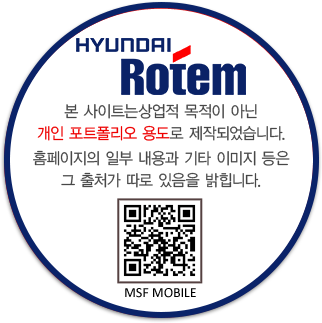 HYUNDAI
Rotem
본 사이트는상업적 목적이 아닌
개인 포트폴리오 용도로 제작되었습니다.
홈페이지의 일부 내용과 기타 이미지 등은
그 출처가 따로 있음을 밝힙니다.
MSF MOBILE